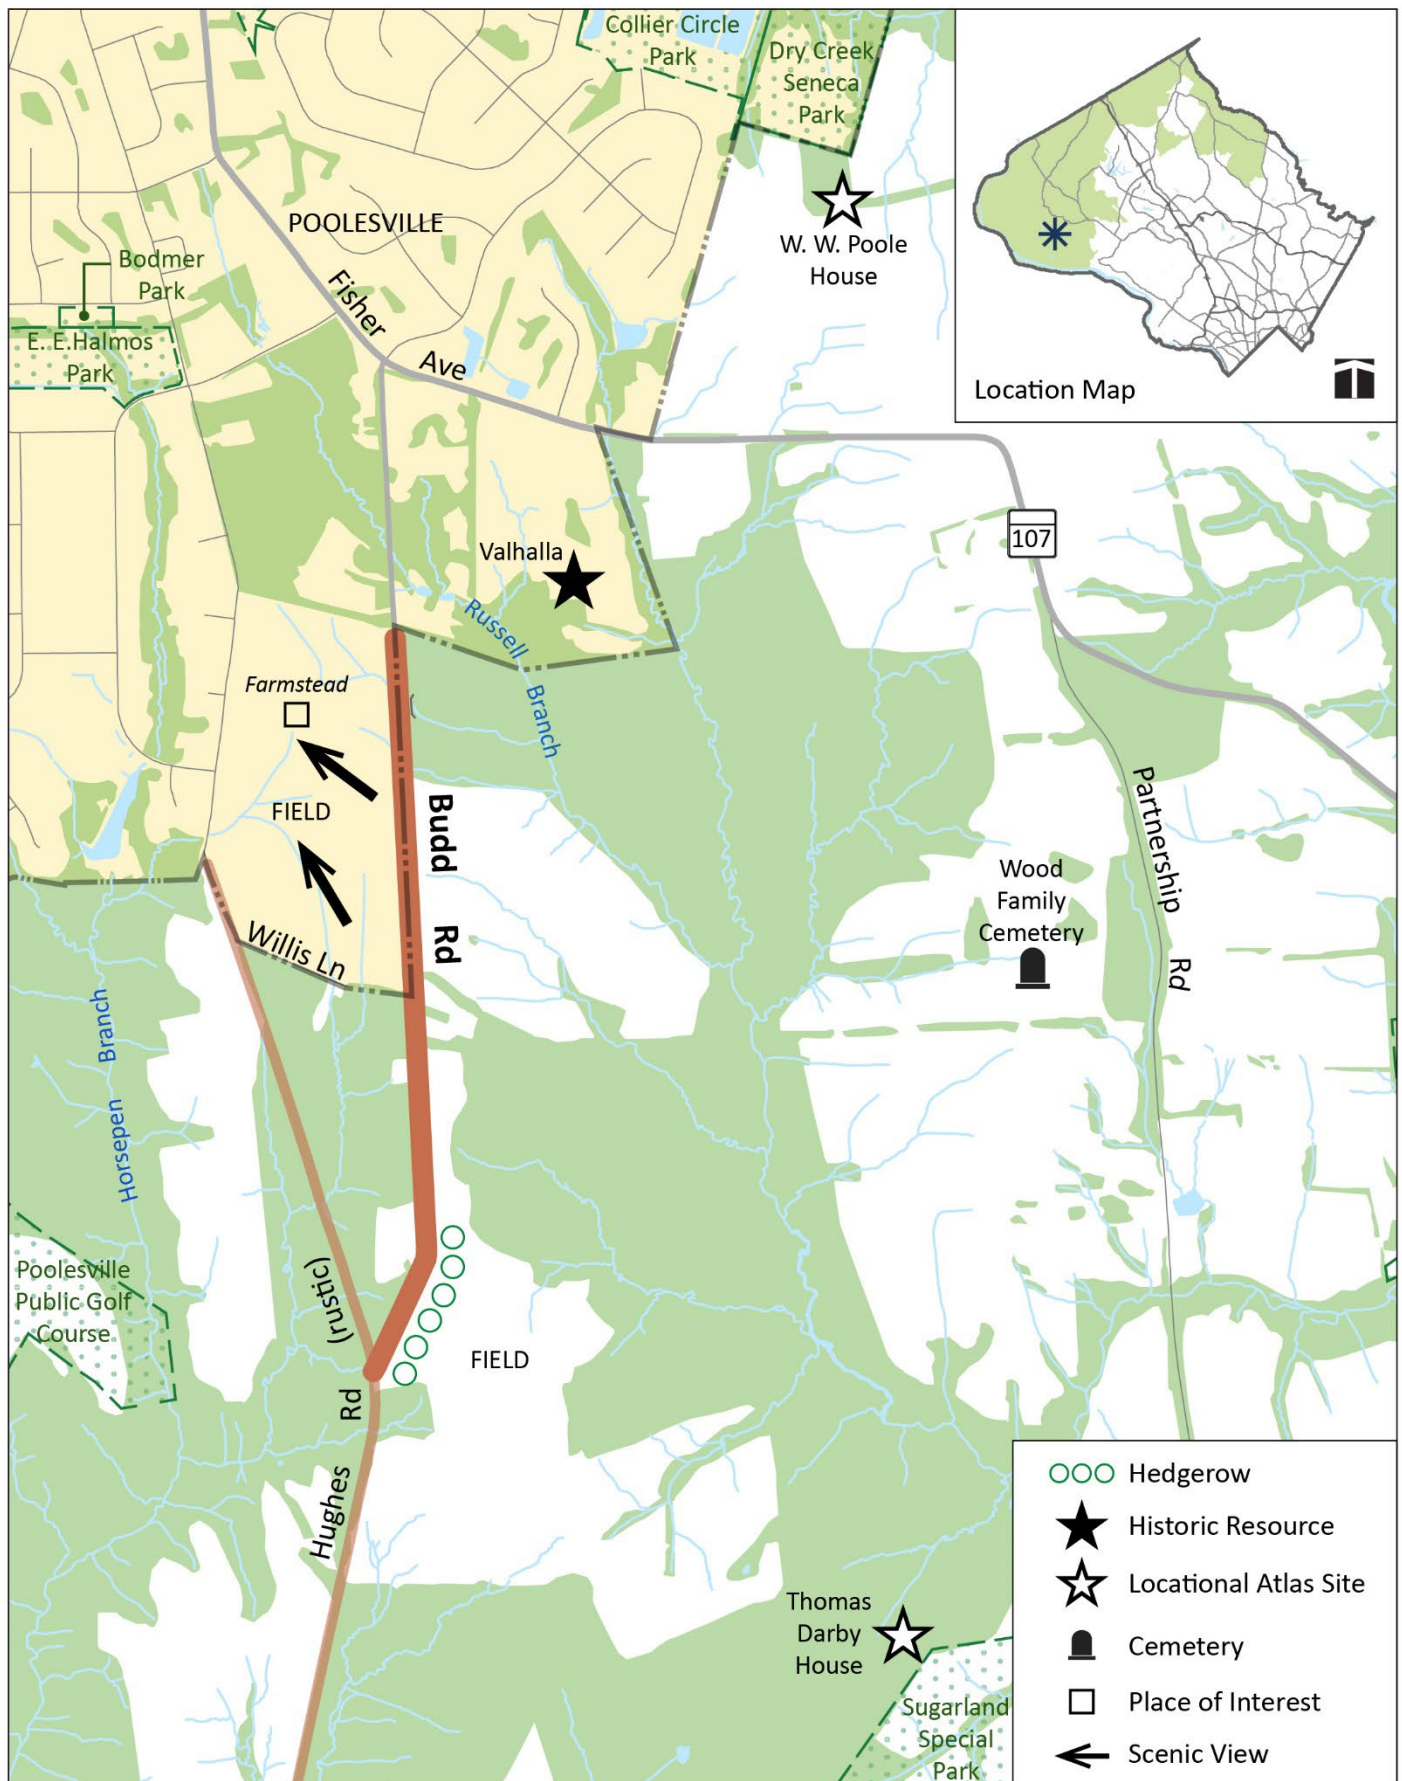 Collier Circle
Park
Dry Creek
Seneca
Park
POOLESVILLE
W. W. Poole
House
Bodmer
Park
E. E.Halmos
Park
Fisher
Ave
Location Map
107
Valhalla
Russell
Branch
Farmstead
FIELD
Budd
Rd
Willis Ln
Partnership
Rd
Wood
Family
Cemetery
Horsepen Branch
Poolesville
Public Golf
Course
(rustic)
Rd
Hughes
FIELD
Thomas
Darby
House
Sugarland
Special
Park
Hedgerow
Historic Resource
Locational Atlas Site
Cemetery
Place of Interest
Scenic View